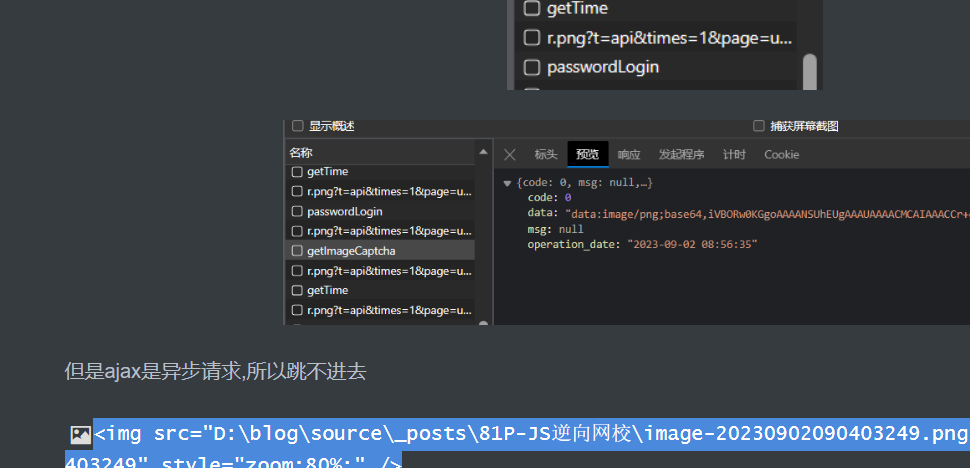 getTime
r.png?t=api&times=1&page=u...
passwordLogin
显示概述
捕获屏幕截图
名称
标头
预览
响应
发起程序
计时
Cookie
getTime
r.png?t=api&times=1&page=u...
passwordLogin
r.png?t=api&times=1&page=u...
getImageCaptcha
r.png?t=api&times=1&page=u...
getTime
r.png?t=api&times=1&page=u...
{code: 0, msg: null,…}
code: 0
data: "data:image/png;base64,iVBORw0KGgoAAAANSUhEUgAAAUAAAACMCAIAAACCr+
msg: null
operation_date: "2023-09-02 08:56:35"
但是ajax是异步请求,所以跳不进去
<img src="D:\blog\source\_posts\81P-JS逆向网校\image-20230902090403249.png
403249" style="zoom:80%;" />